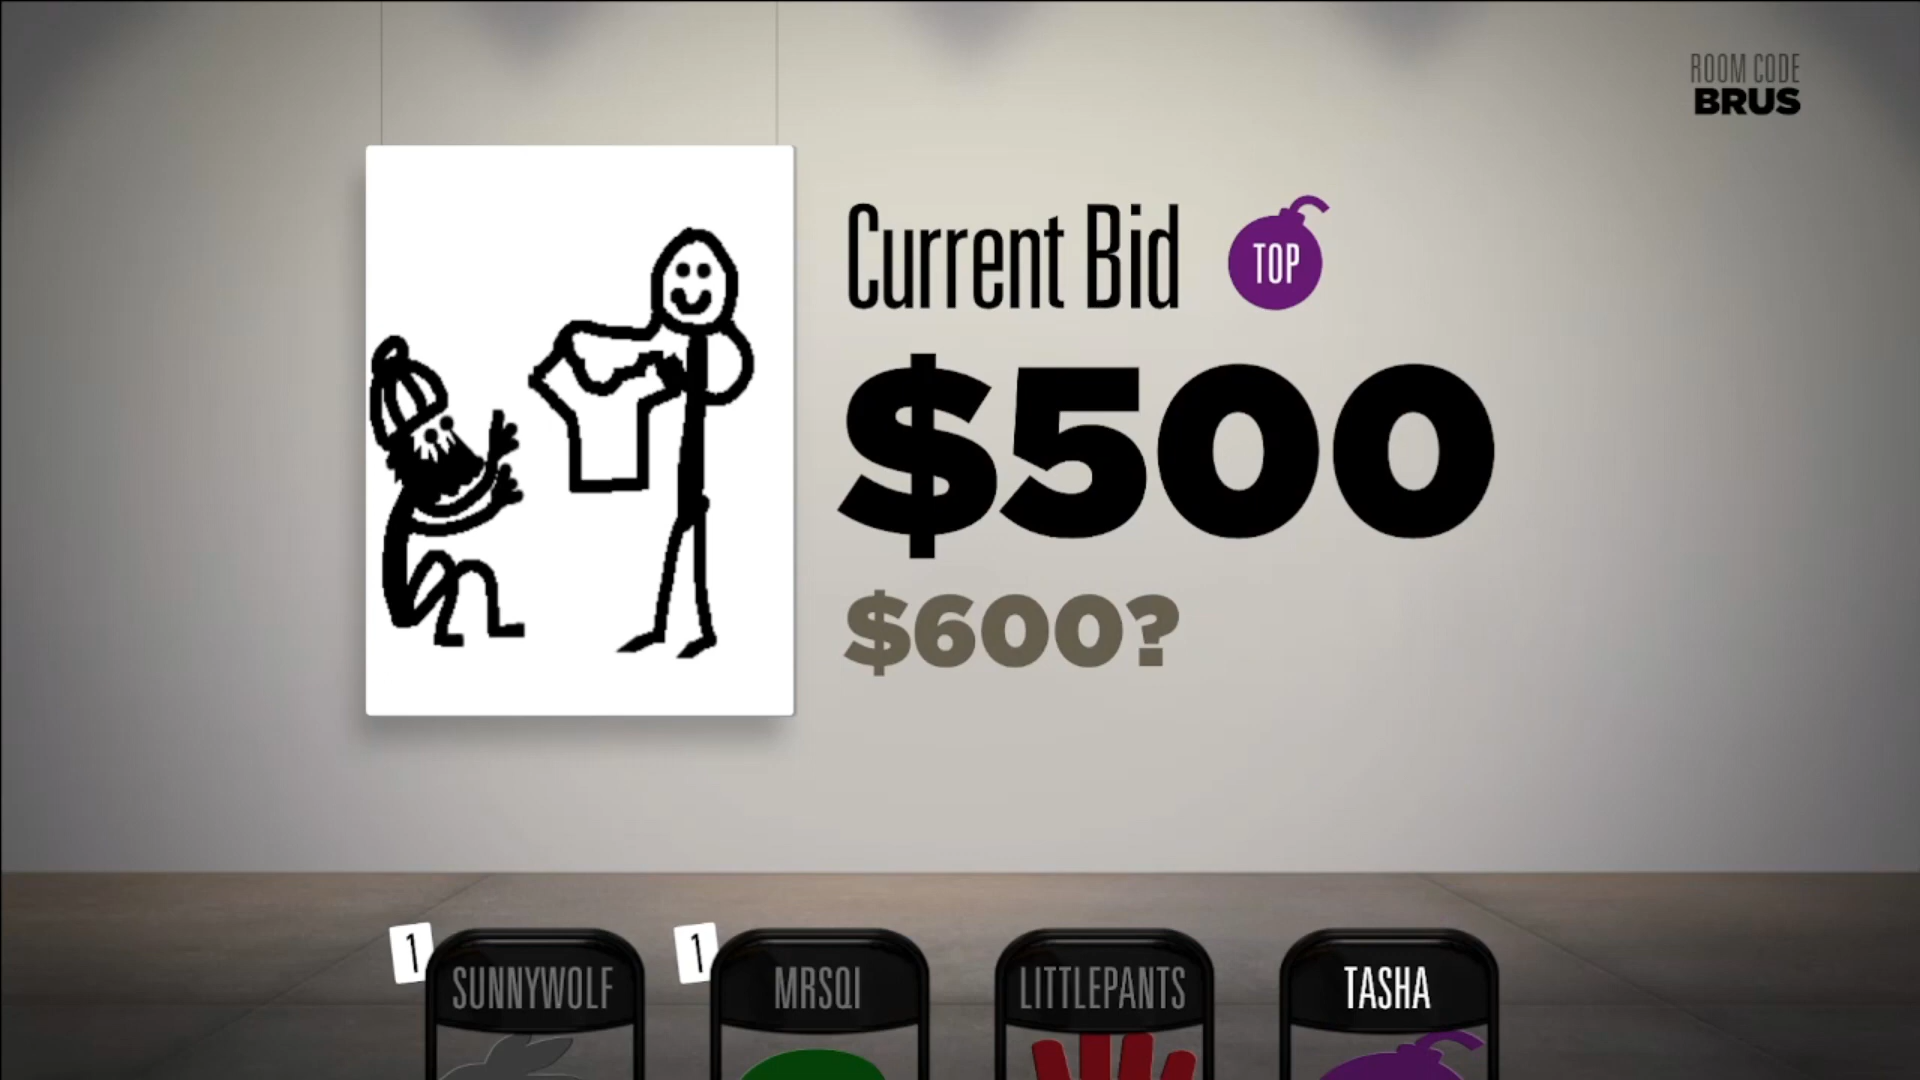 ROOM CODE
BRUS
Current Bid
TOP
$500
$600?
1
SUNNYWOLF
1
MRSQI
LITTLEPANTS
TASHA